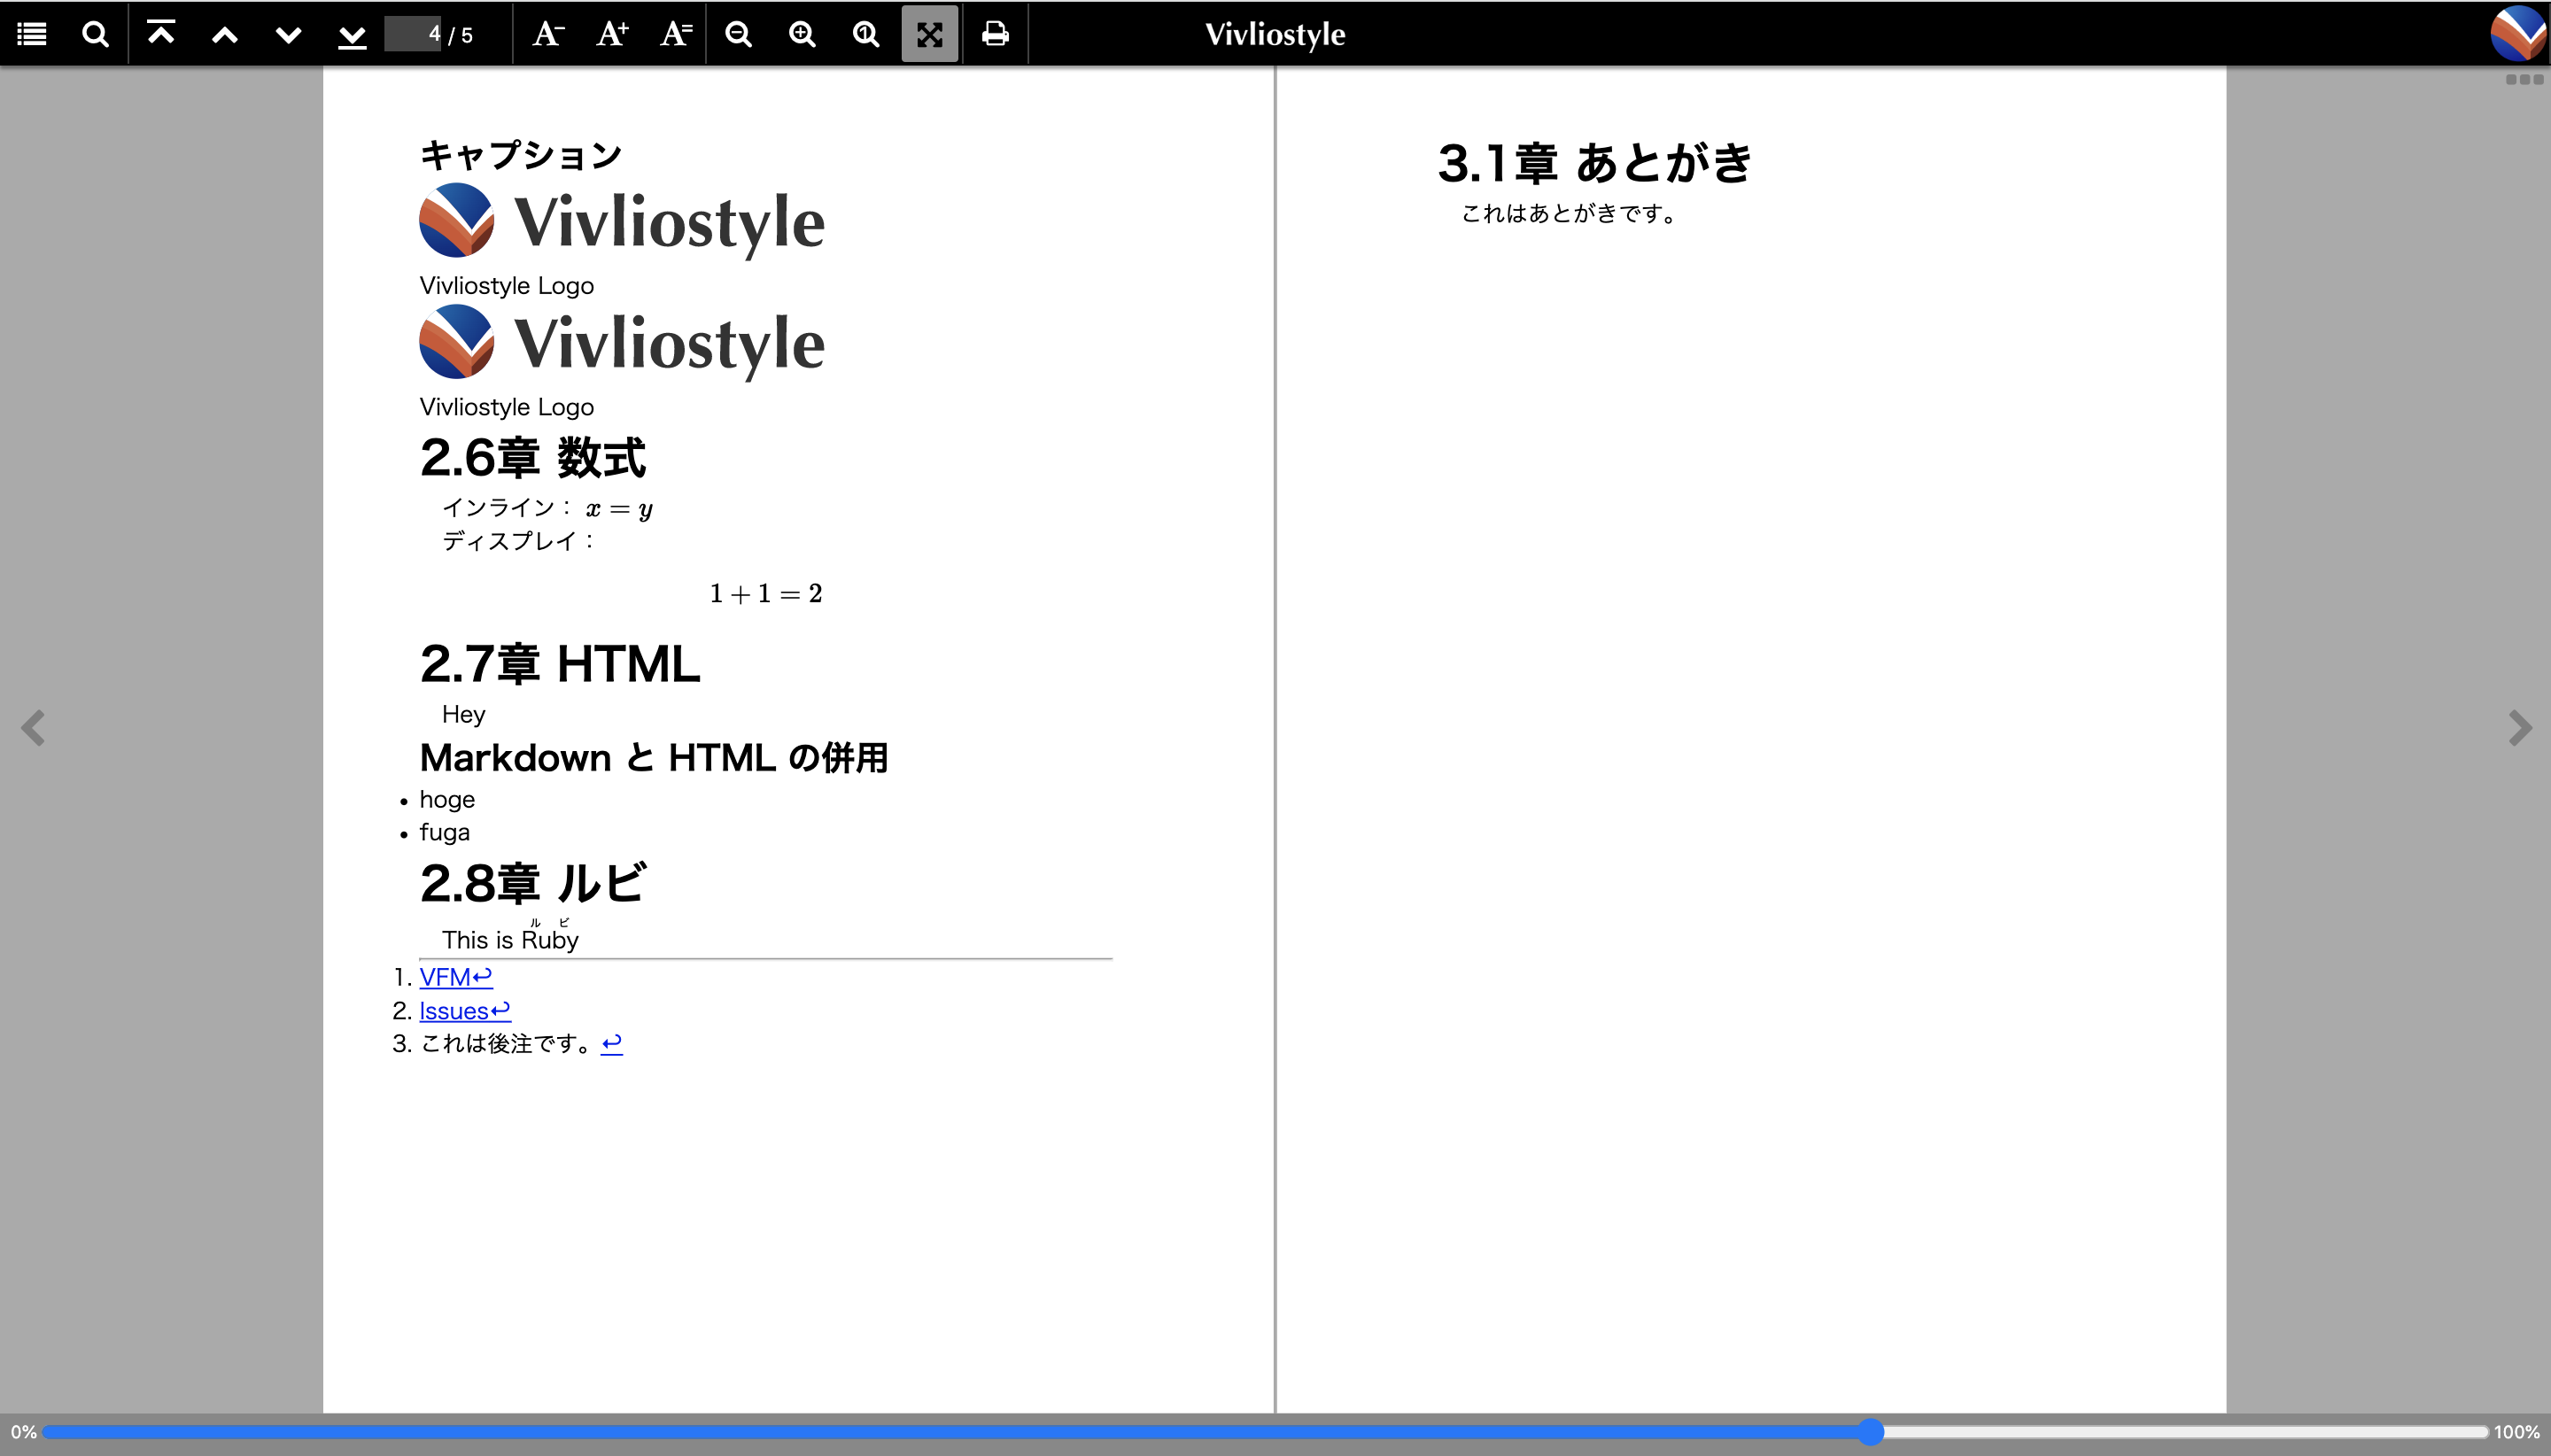 4 / 5
A− A+ A=
Vivliostyle
キャプション
Vivliostyle
Vivliostyle Logo
Vivliostyle
Vivliostyle Logo
2.6章 数式
インライン： x = y
ディスプレイ：
1 + 1 = 2
2.7章 HTML
Hey
Markdown と HTML の併用
• hoge
• fuga
2.8章 ルビ
ルビ
This is Ruby
1. VFM↩
2. Issues↩
3. これは後注です。↩
3.1章 あとがき
これはあとがきです。
0%
100%